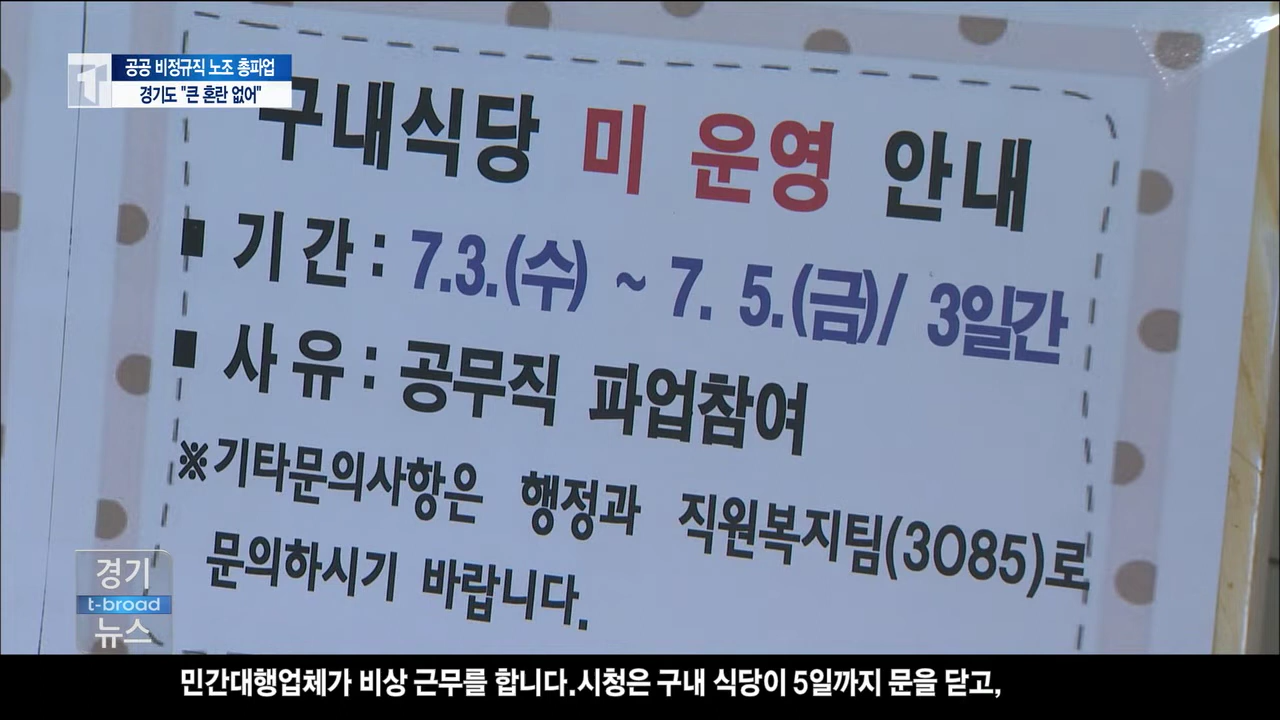 공공 비정규직 노조 총파업
경기도 "큰 혼란 없어"
구내식당 미 운영 안내
▪ 기 간 : 7.3.(수) ~ 7. 5.(금)/ 3일간
▪ 사 유 : 공무직 파업참여
※기타문의사항은 행정과 직원복지팀(3085)로
문의하시기 바랍니다.
경기
t-broad
뉴스
민간대행업체가 비상 근무를 합니다.시청은 구내 식당이 5일까지 문을 닫고,